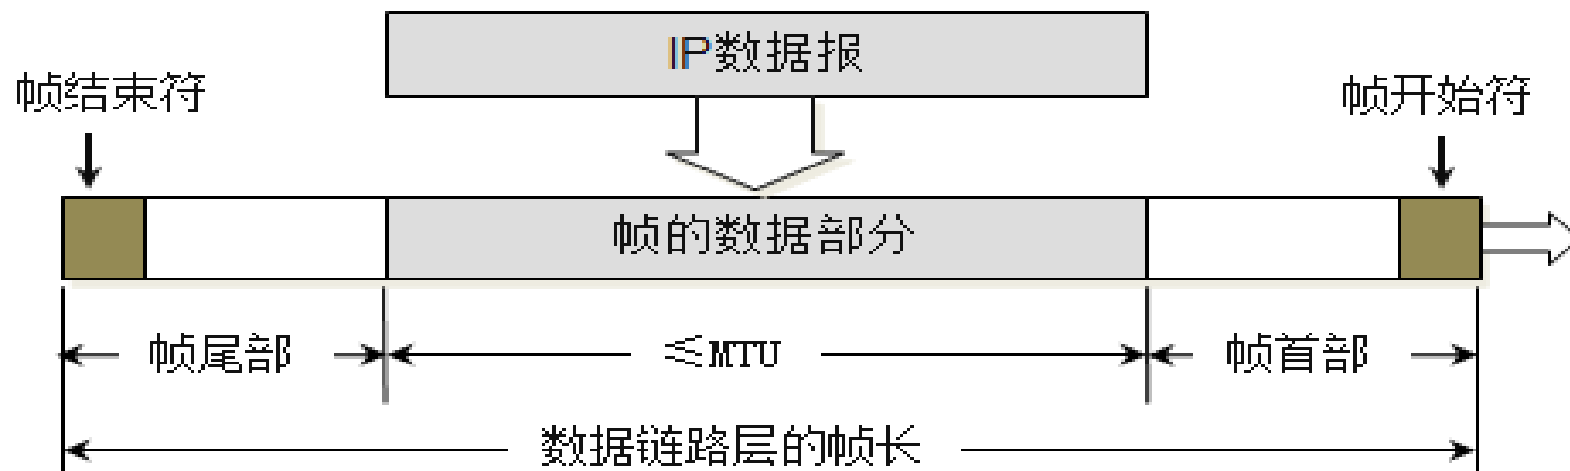 IP数据报
帧结束符
帧开始符
帧的数据部分
帧尾部
≤MTU
帧首部
数据链路层的帧长